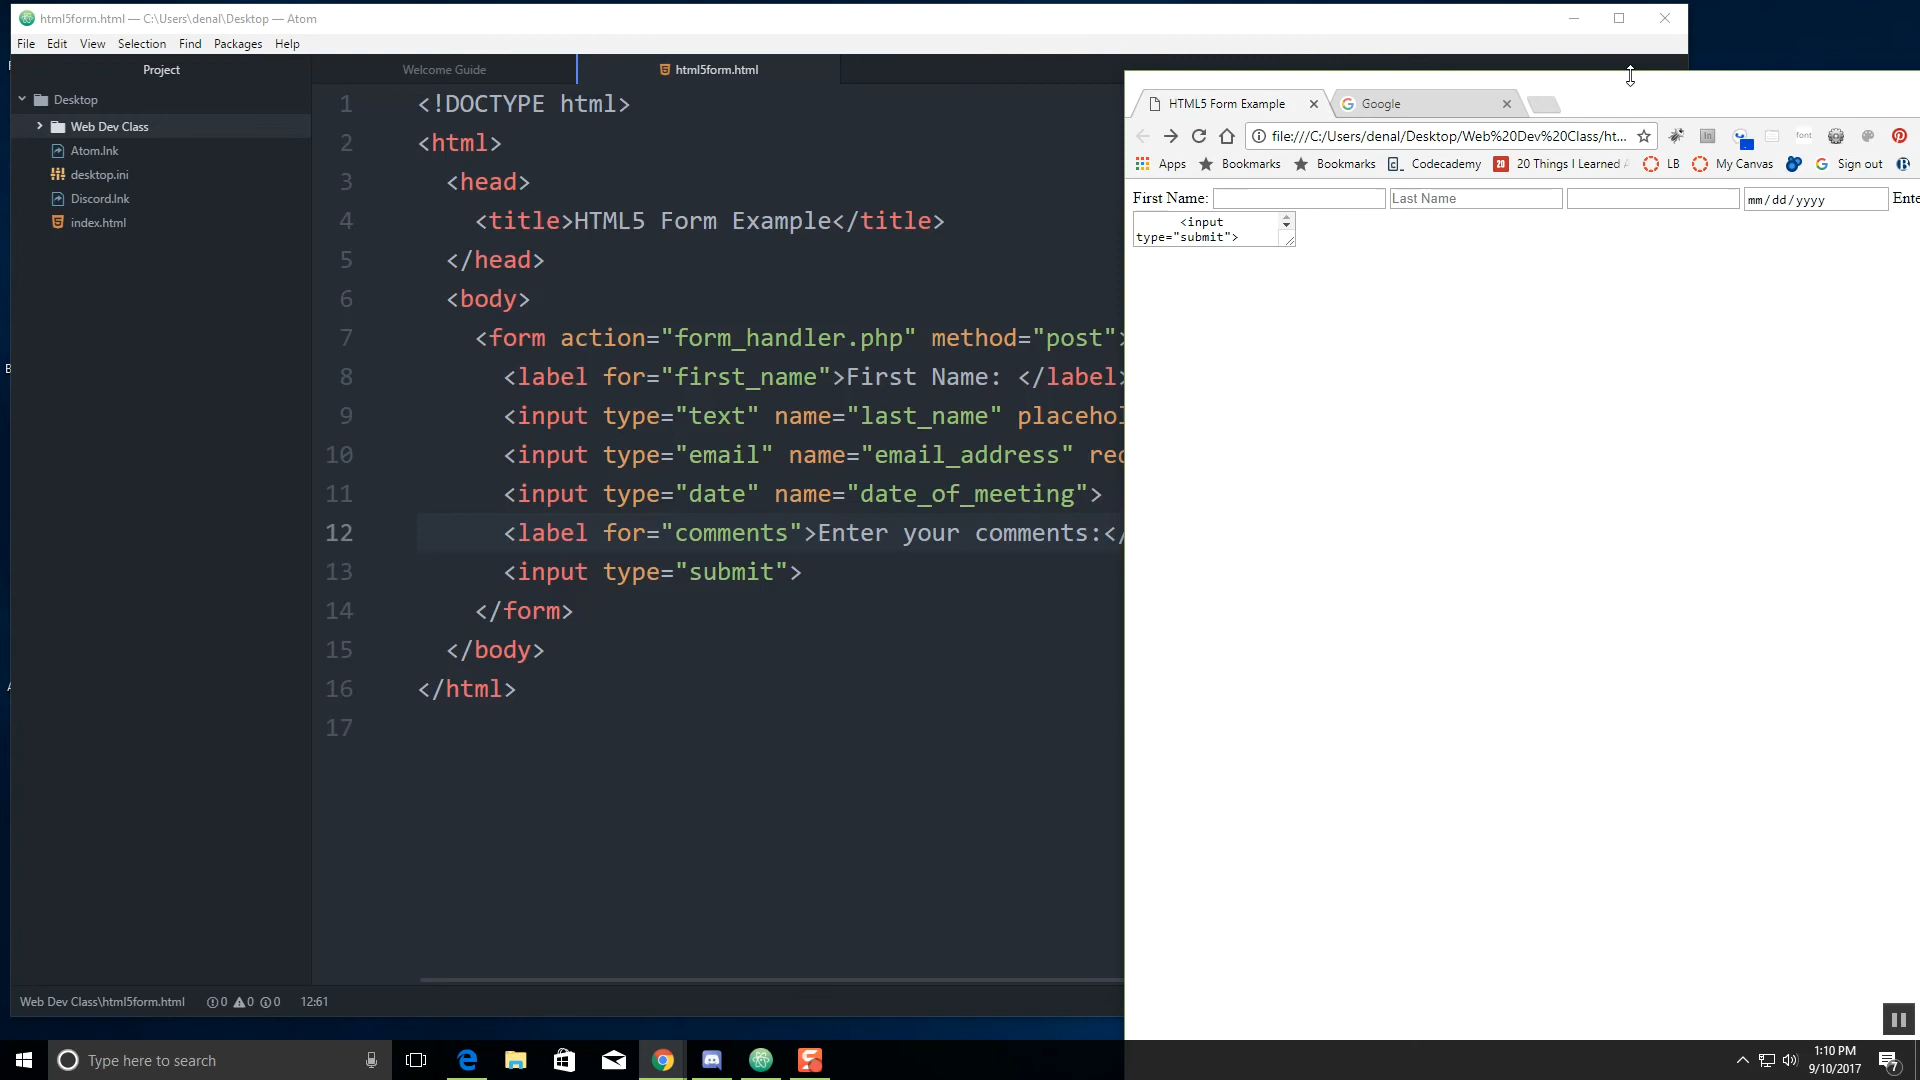 html5form.html — C:\Users\denal\Desktop — Atom
File Edit View Selection Find Packages Help
Project
Desktop
Web Dev Class
Atom.lnk
desktop.ini
Discord.lnk
index.html
Welcome Guide
html5form.html
1 <!DOCTYPE html>
2 <html>
3 <head>
4 <title>HTML5 Form Example</title>
5 </head>
6 <body>
7 <form action="form_handler.php" method="post">
8 <label for="first_name">First Name: </label>
9 <input type="text" name="last_name" placehol
10 <input type="email" name="email_address" rec
11 <input type="date" name="date_of_meeting">
12 <label for="comments">Enter your comments:</
13 <input type="submit">
14 </form>
15 </body>
16 </html>
17
Web Dev Class\html5form.html 0 0 0 12:61
HTML5 Form Example
Google
file:///C:/Users/denal/Desktop/Web%20Dev%20Class/ht...
font
Apps Bookmarks Bookmarks Codecademy 20 Things I Learned LB My Canvas Sign out
First Name: Last Name mm/dd/yyyy Ente
<input
type="submit">
Type here to search
1:10 PM
9/10/2017
7